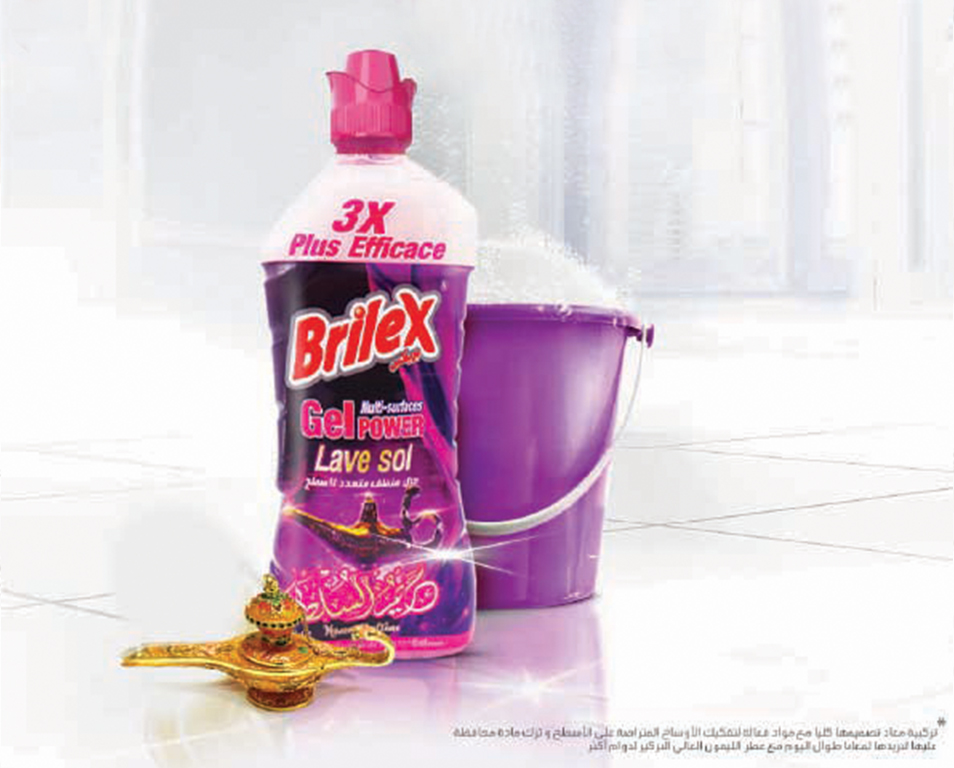 3X
Plus Efficace
Brilex
بريلكس
Gel Multi-surfaces
POWER
Lave sol
جال منظف متعدد الأسطح
*
تركيبة معاد تصميمها كليا مع مواد فعالة لتفكيك الأوساخ المتراصة على الأسطح و ترك مادة محافظة
عليها لتزيدها لمعانا طوال اليوم مع عطر الليمون العالي التركيز لدوام أكثر